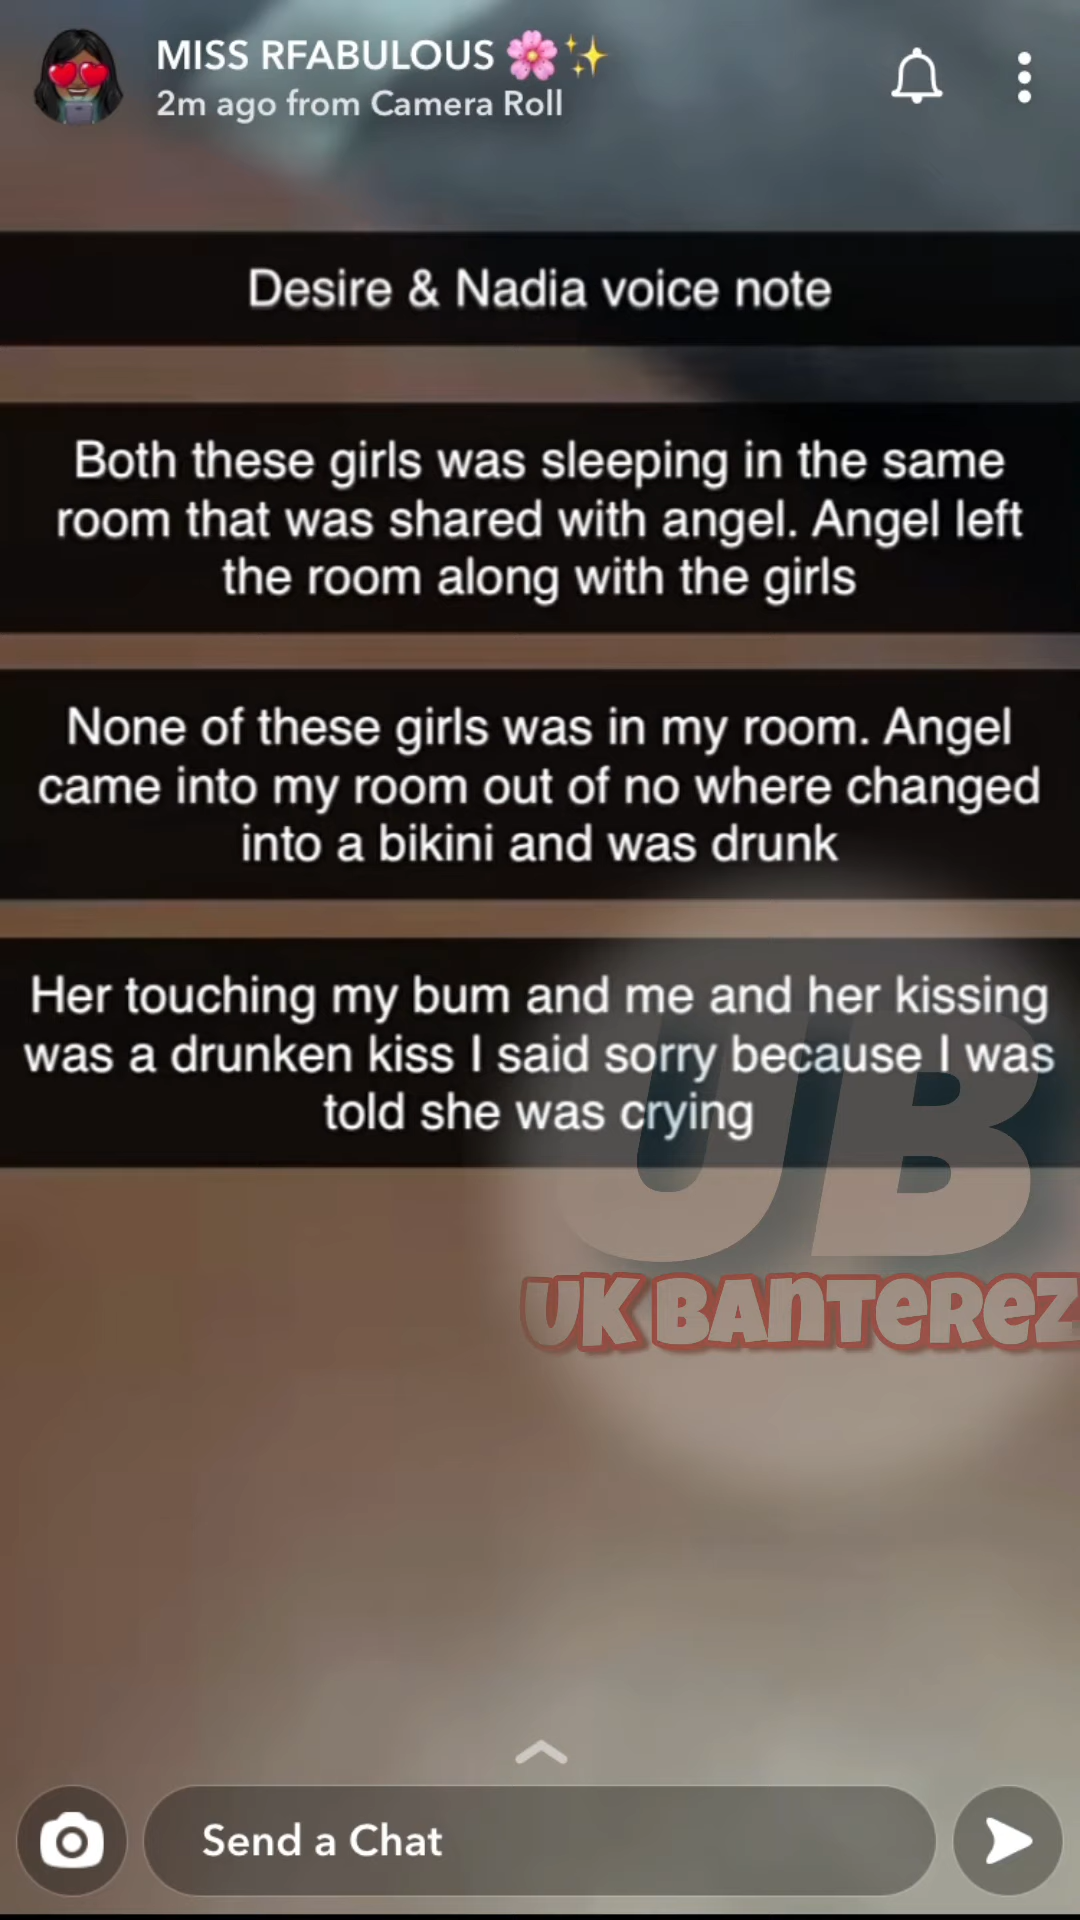 MISS RFABULOUS 🌸✨
2m ago from Camera Roll
Desire & Nadia voice note
Both these girls was sleeping in the same
room that was shared with angel. Angel left
the room along with the girls
None of these girls was in my room. Angel
came into my room out of no where changed
into a bikini and was drunk
Her touching my bum and me and her kissing
was a drunken kiss I said sorry because I was
told she was crying
UB
UK BANTEREZ
Send a Chat